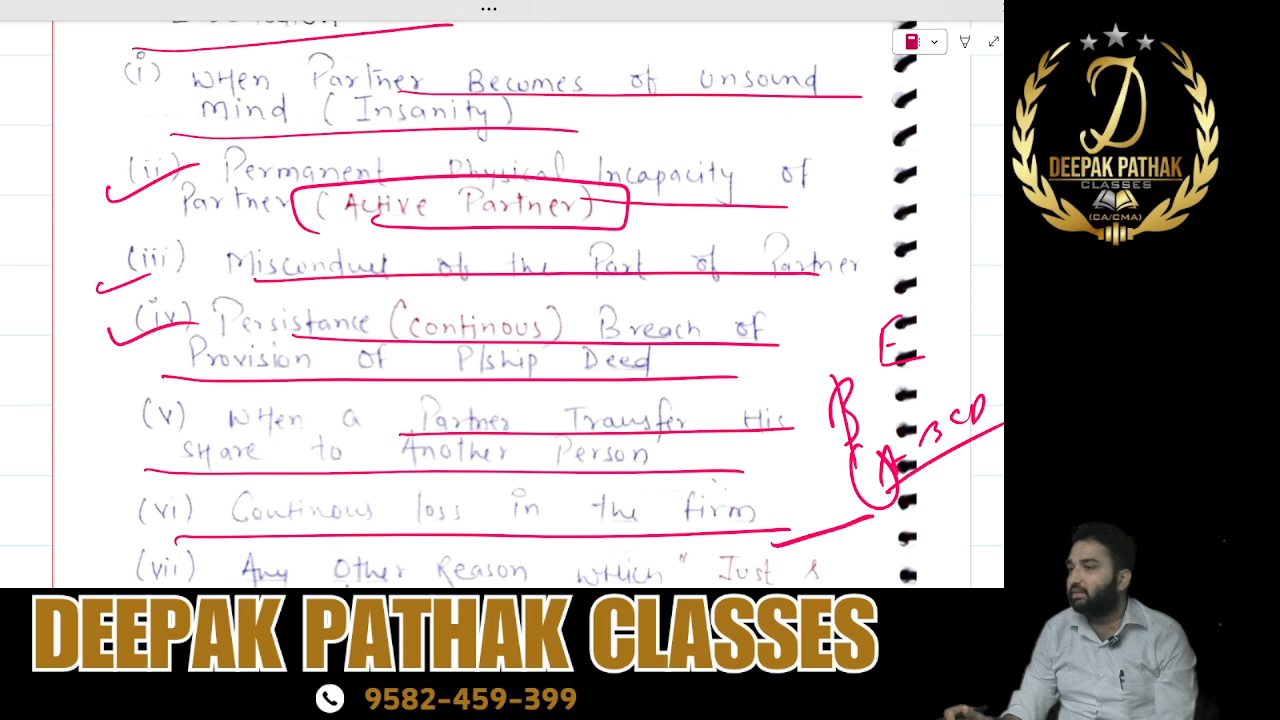 (i) When Partner Becomes of unsound
Mind (Insanity)
(ii) Permanent Physical Incapacity of
Partner (Active Partner)
(iii) Misconduct of the Part of Partner
(iv) Persistance (continous) Breach of
Provision of P/ship Deed
(v) When a Partner Transfer His
Share to Another Person
(vi) Continous loss in the firm
(vii) Any Other Reason which "Just &
E
B
A B C D
D
DEEPAK PATHAK
CLASSES
(CA/CMA)
DEEPAK PATHAK CLASSES
9582-459-399